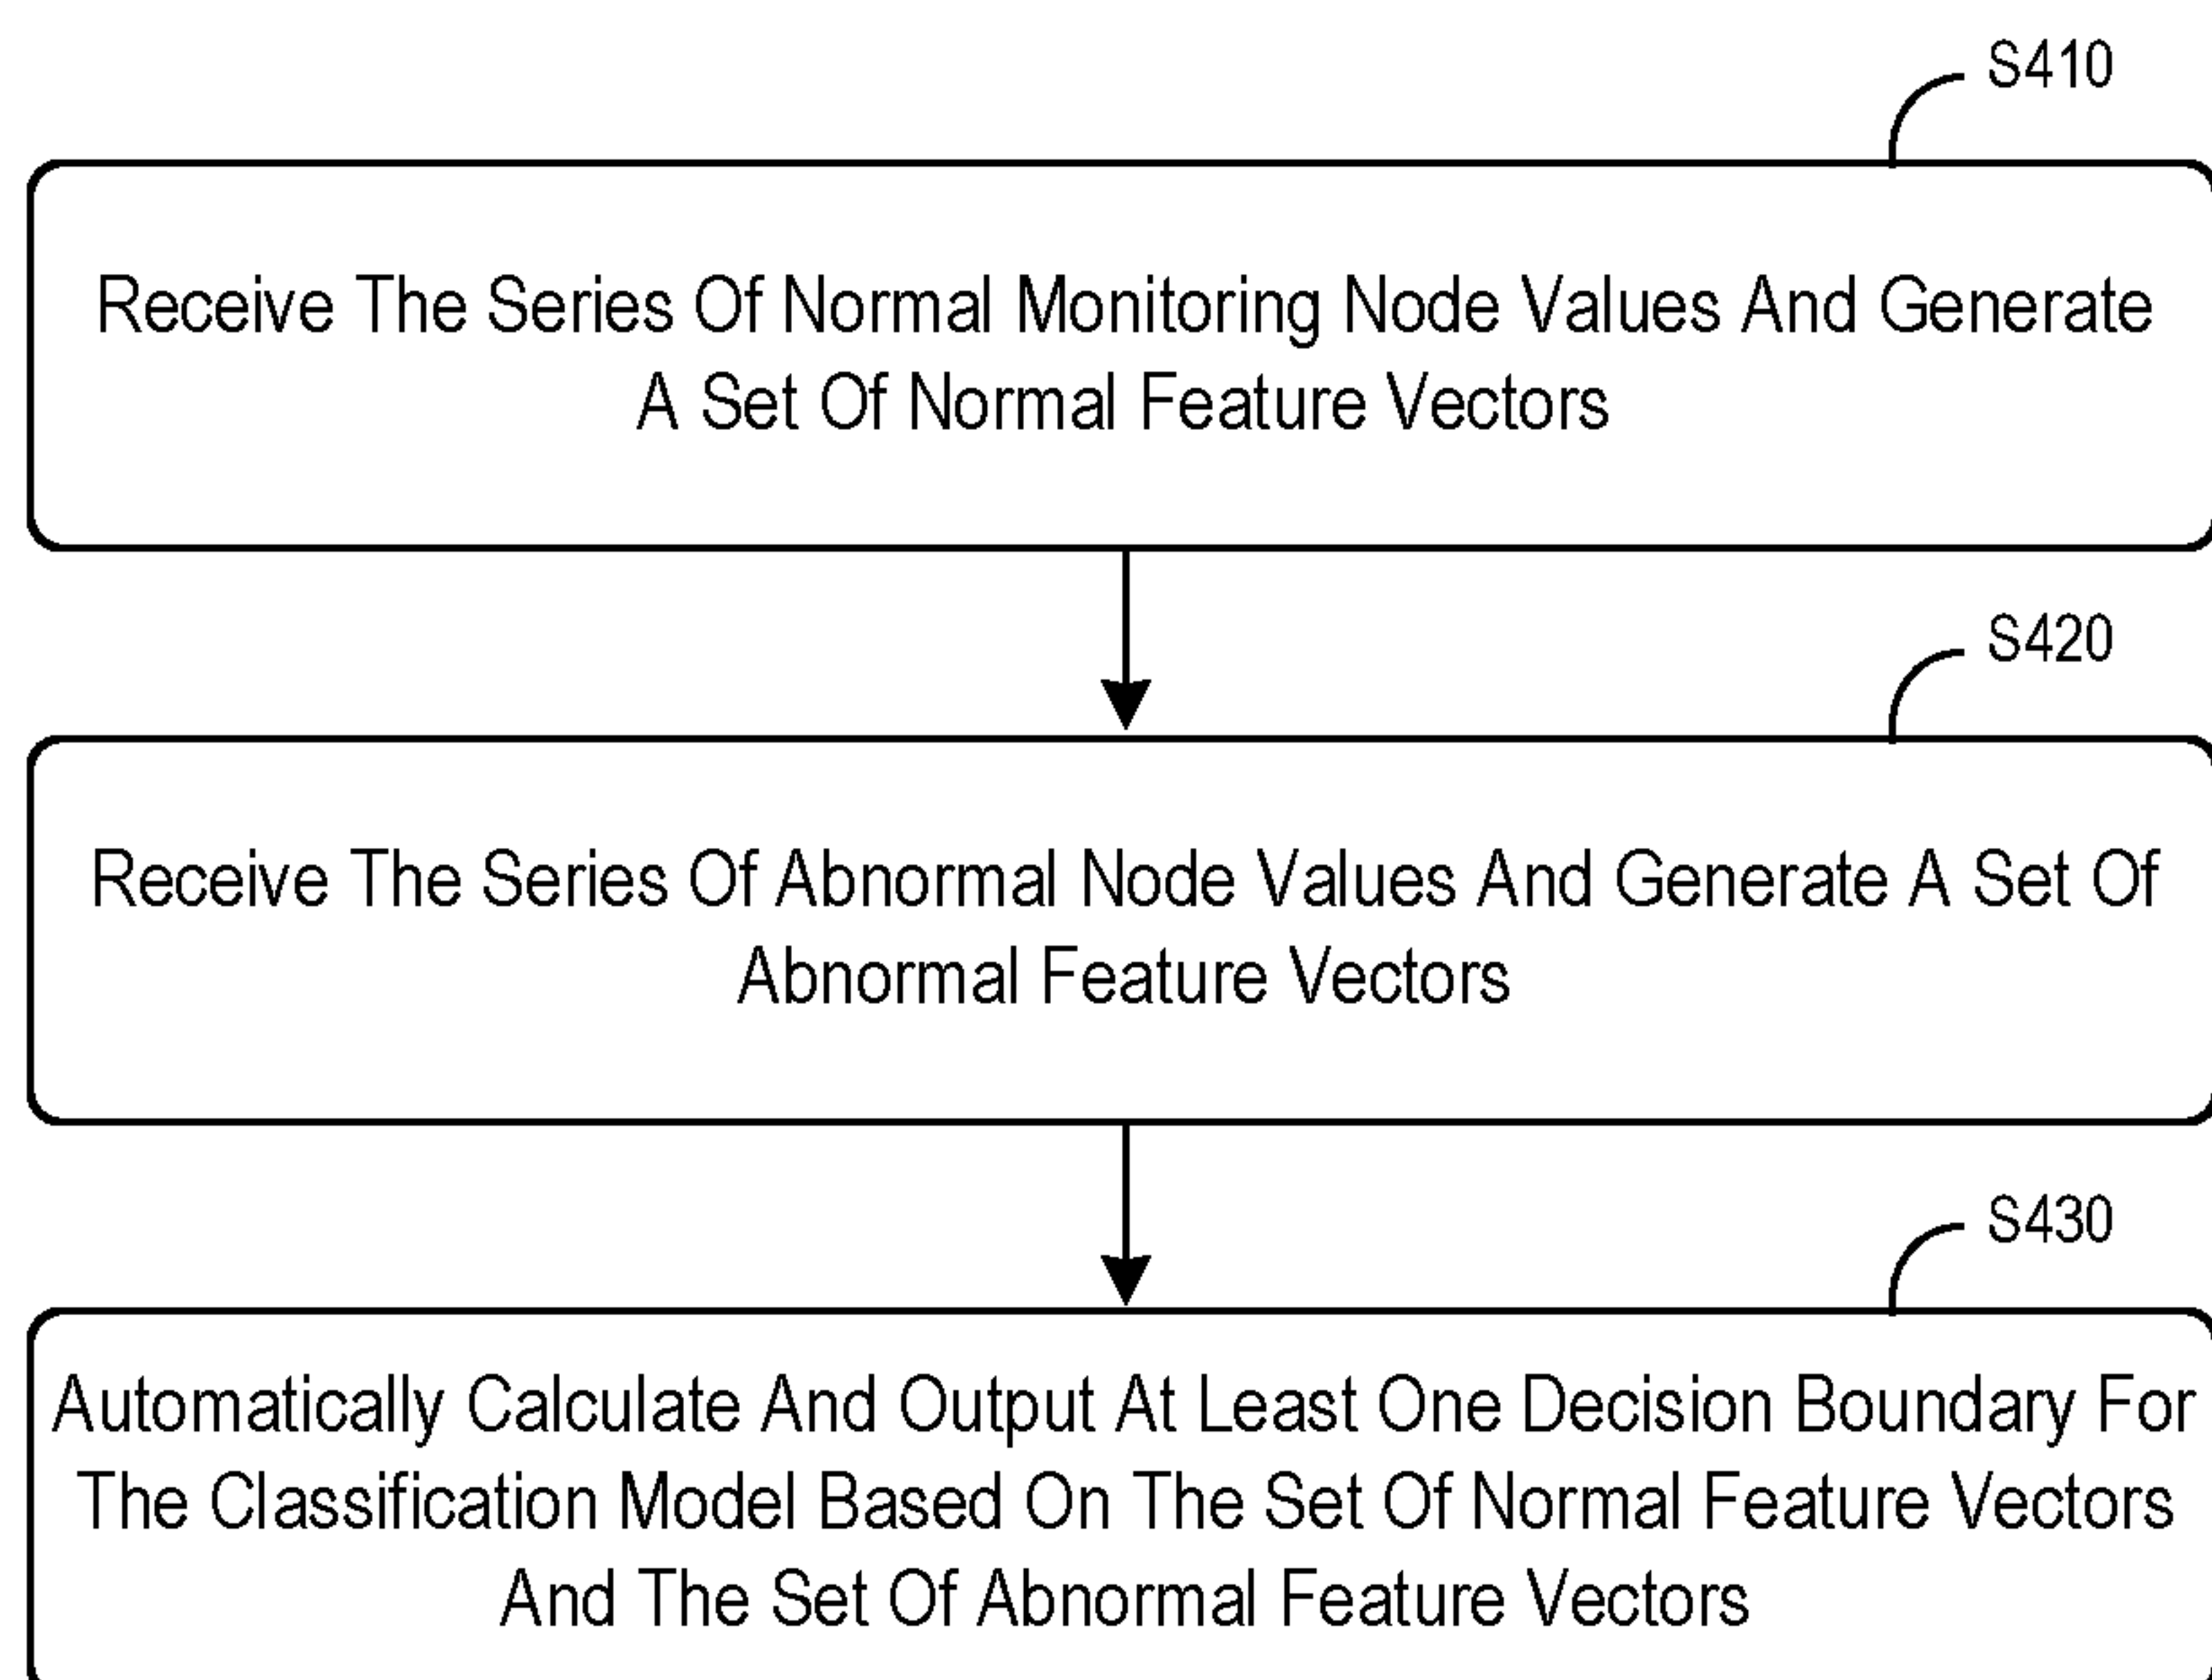 S410
Receive The Series Of Normal Monitoring Node Values And Generate
A Set Of Normal Feature Vectors
S420
Receive The Series Of Abnormal Node Values And Generate A Set Of
Abnormal Feature Vectors
S430
Automatically Calculate And Output At Least One Decision Boundary For
The Classification Model Based On The Set Of Normal Feature Vectors
And The Set Of Abnormal Feature Vectors